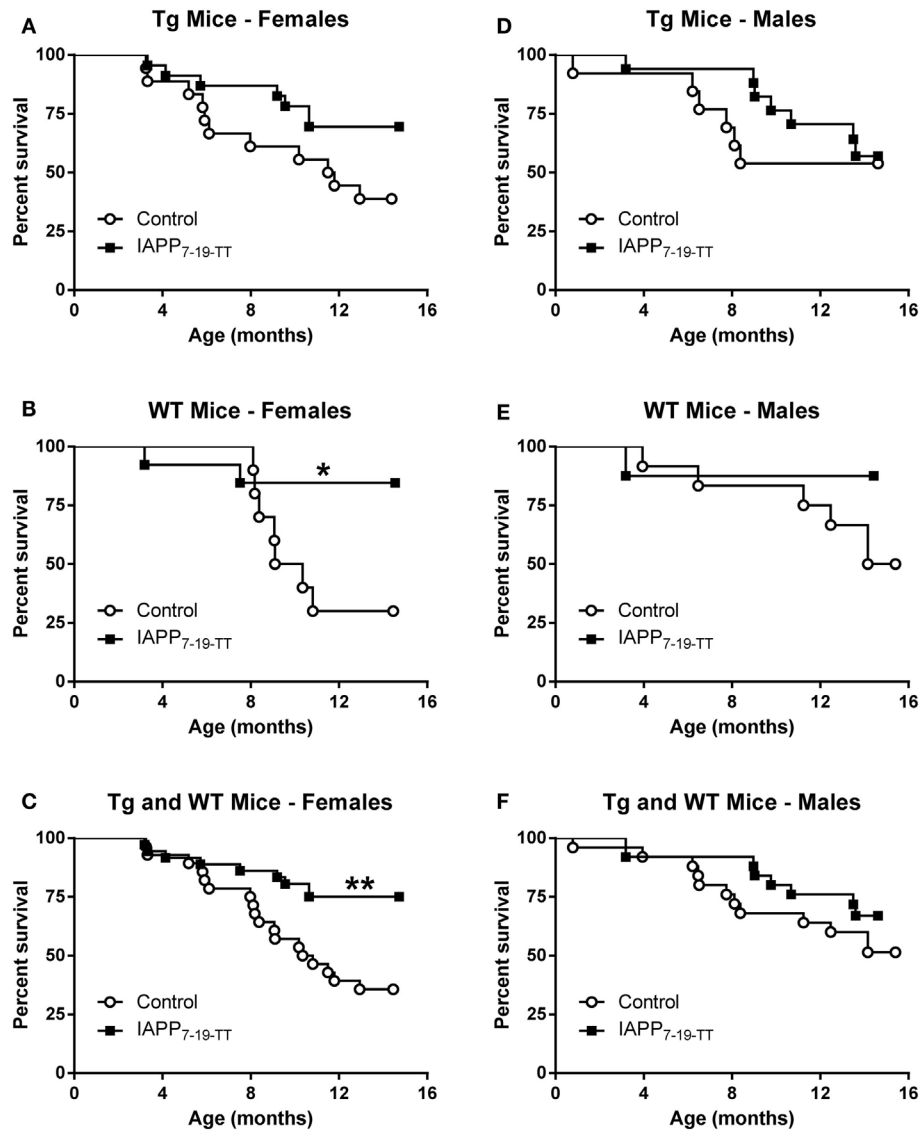 A
Tg Mice - Females
Percent survival
100
75
50
25
0
Control
IAPP7-19-TT
0 4 8 12 16
Age (months)
D
Tg Mice - Males
Percent survival
100
75
50
25
0
Control
IAPP7-19-TT
0 4 8 12 16
Age (months)
B
WT Mice - Females
Percent survival
100
75
50
25
0
*
Control
IAPP7-19-TT
0 4 8 12 16
Age (months)
E
WT Mice - Males
Percent survival
100
75
50
25
0
Control
IAPP7-19-TT
0 4 8 12 16
Age (months)
C
Tg and WT Mice - Females
Percent survival
100
75
50
25
0
**
Control
IAPP7-19-TT
0 4 8 12 16
Age (months)
F
Tg and WT Mice - Males
Percent survival
100
75
50
25
0
Control
IAPP7-19-TT
0 4 8 12 16
Age (months)